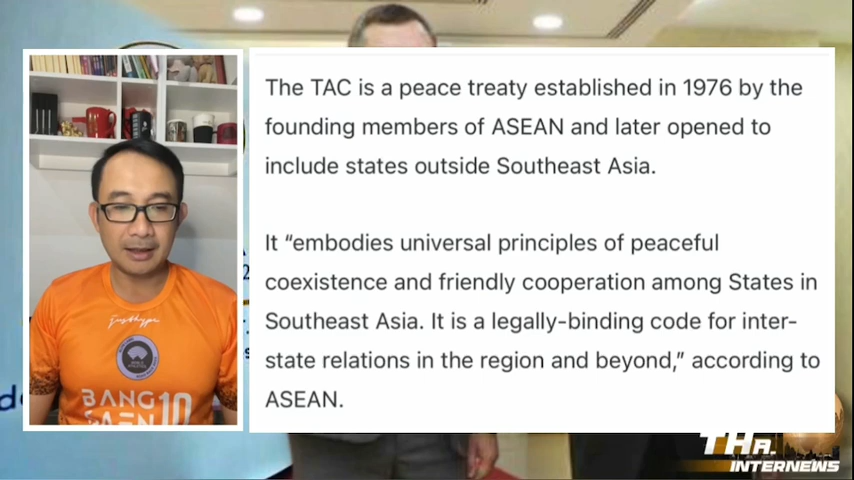 The TAC is a peace treaty established in 1976 by the
founding members of ASEAN and later opened to
include states outside Southeast Asia.
It “embodies universal principles of peaceful
coexistence and friendly cooperation among States in
Southeast Asia. It is a legally-binding code for inter-
state relations in the region and beyond,” according to
ASEAN.
justhype
BANG
SAEN10
THR.
INTERNEWS